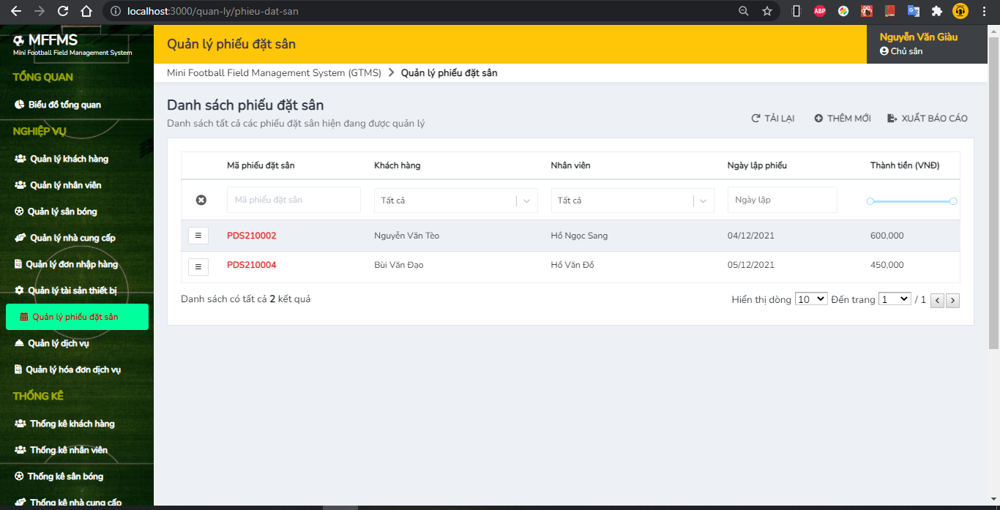 localhost:3000/quan-ly/phieu-dat-san
ABP
MFFMS
Mini Football Field Management System
TỔNG QUAN
Biểu đồ tổng quan
NGHIỆP VỤ
Quản lý khách hàng
Quản lý nhân viên
Quản lý sân bóng
Quản lý nhà cung cấp
Quản lý đơn nhập hàng
Quản lý tài sản thiết bị
Quản lý phiếu đặt sân
Quản lý dịch vụ
Quản lý hóa đơn dịch vụ
THỐNG KÊ
Thống kê khách hàng
Thống kê nhân viên
Thống kê sân bóng
Thống kê nhà cung cấp
Quản lý phiếu đặt sân
Nguyễn Văn Giàu
Chủ sân
Mini Football Field Management System (GTMS) > Quản lý phiếu đặt sân
Danh sách phiếu đặt sân
Danh sách tất cả các phiếu đặt sân hiện đang được quản lý
TẢI LẠI THÊM MỚI XUẤT BÁO CÁO
Mã phiếu đặt sân Khách hàng Nhân viên Ngày lập phiếu Thành tiền (VNĐ)
Mã phiếu đặt sân Tất cả Tất cả Ngày lập
PDS210002 Nguyễn Văn Tèo Hồ Ngọc Sang 04/12/2021 600,000
PDS210004 Bùi Văn Đạo Hồ Văn Đồ 05/12/2021 450,000
Danh sách có tất cả 2 kết quả Hiển thị dòng 10 Đến trang 1 / 1 < >